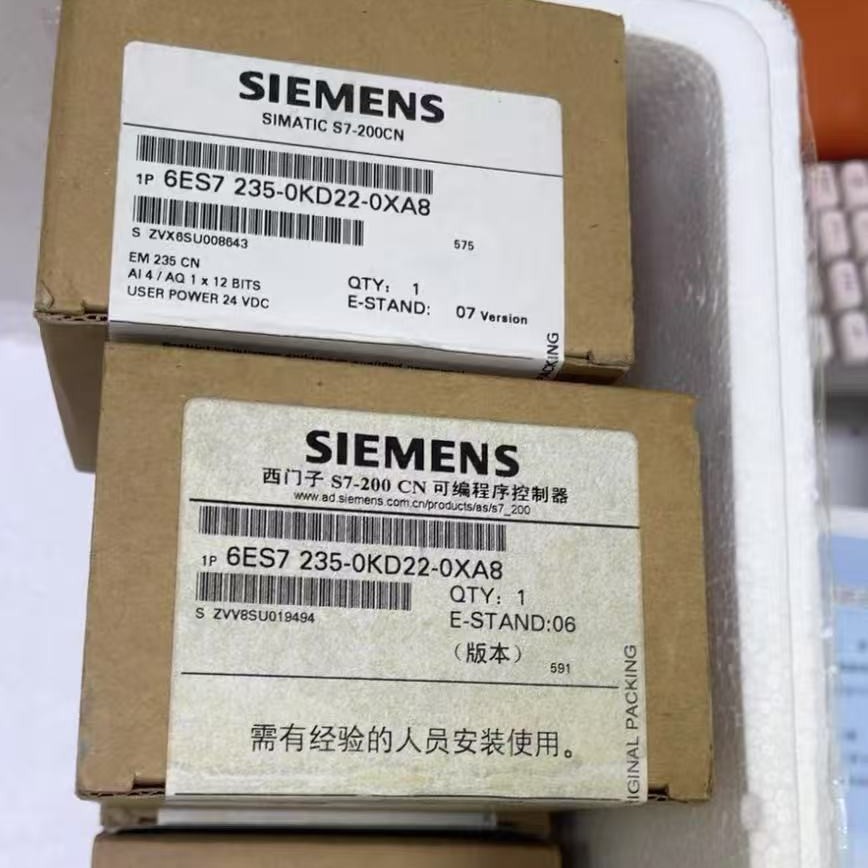 SIEMENS
SIMATIC S7-200CN
1P 6ES7 235-0KD22-0XA8
S ZVX6SU008643
575
EM 235 CN
AI 4 / AQ 1 x 12 BITS
USER POWER 24 VDC
QTY: 1
E-STAND: 07 Version
PACKING
SIEMENS
西门子 S7-200 CN 可编程序控制器
www.ad.siemens.com.cn/products/as/s7_200
1P 6ES7 235-0KD22-0XA8
S ZVV8SU019494
QTY: 1
E-STAND:06
(版本)
591
需有经验的人员安装使用。
ORIGINAL PACKING